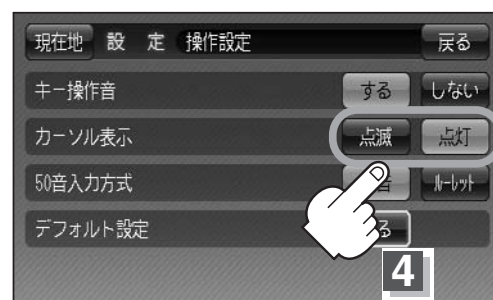 現在地 設 定 操作設定 戻る
キー操作音 する しない
カーソル表示 点滅 点灯
50音入力方式 音 ルーレット
デフォルト設定 る
4